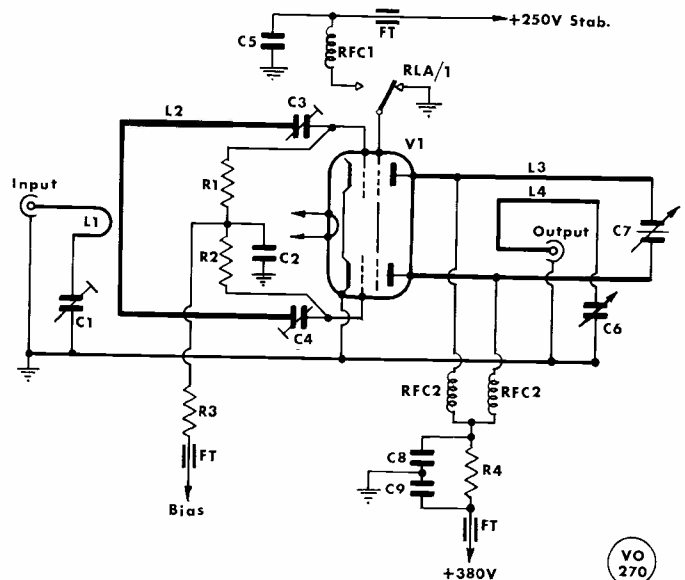 C5
FT
+250V Stab.
RFC1
RLA/1
C3
L2
V1
Input
L1
R1
L3
L4
Output
C7
R2
C2
C1
C4
C6
RFC2
RFC2
R3
FT
Bias
C8
C9
R4
FT
+380V
VO
270